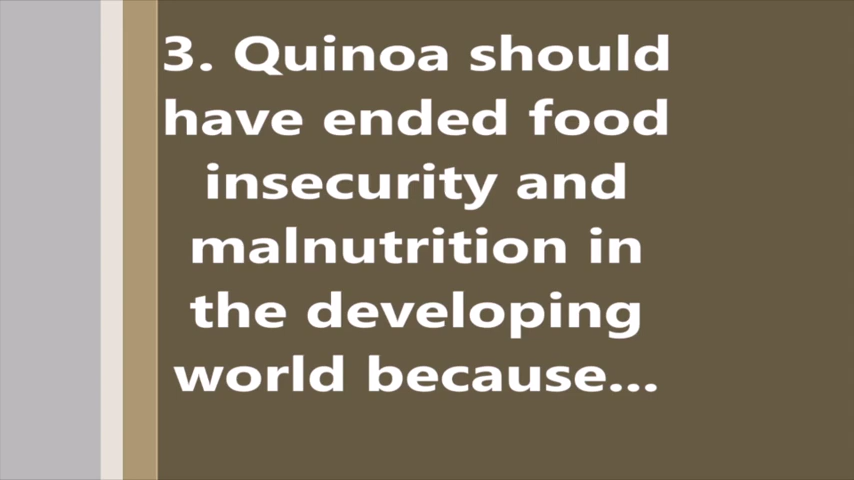 3. Quinoa should
have ended food
insecurity and
malnutrition in
the developing
world because...